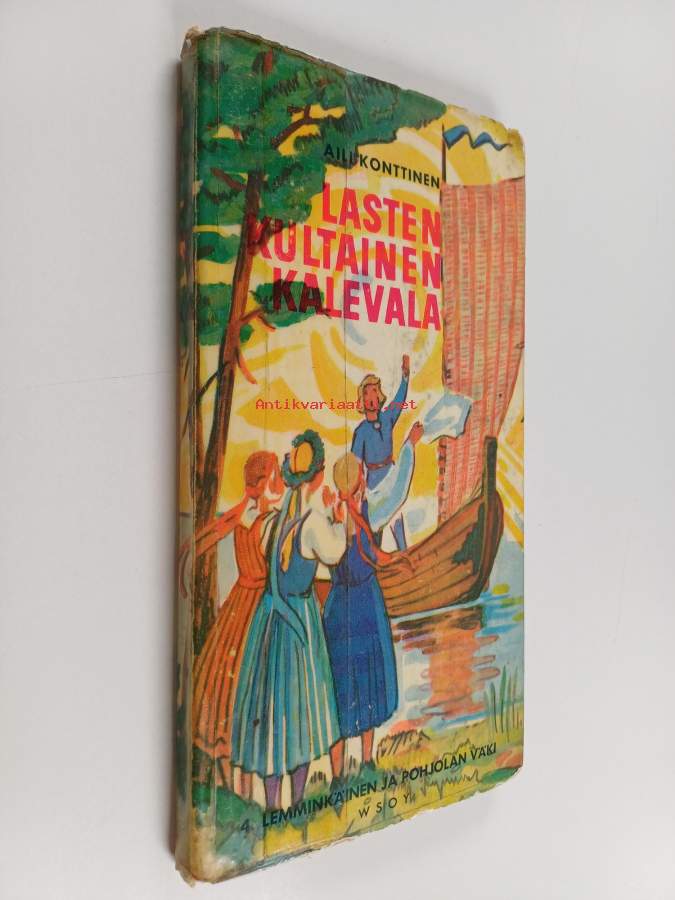 AILI KONTTINEN
LASTEN
KULTAINEN
KALEVALA
Antikvariaatti.net
4 LEMMINKÄINEN JA POHJOLAN VÄKI
WSOY